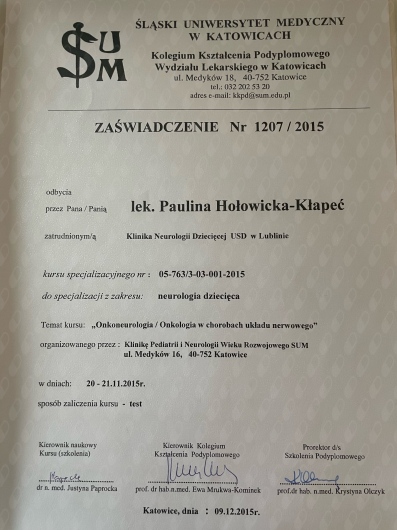 SUM
ŚLĄSKI UNIWERSYTET MEDYCZNY
W KATOWICACH
Kolegium Kształcenia Podyplomowego
Wydziału Lekarskiego w Katowicach
ul. Medyków 18, 40-752 Katowice
tel.: 032 202 53 20
adres e-mail: kkpd@sum.edu.pl
ZAŚWIADCZENIE Nr 1207 / 2015
odbycia
przez Pana / Panią lek. Paulina Hołowicka-Kłapeć
zatrudnionym/ą Klinika Neurologii Dziecięcej USD w Lublinie
kursu specjalizacyjnego nr : 05-763/3-03-001-2015
do specjalizacji z zakresu: neurologia dziecięca
Temat kursu: „Onkoneurologia / Onkologia w chorobach układu nerwowego"
organizowanego przez : Klinikę Pediatrii i Neurologii Wieku Rozwojowego SUM
ul. Medyków 16, 40-752 Katowice
w dniach: 20 - 21.11.2015r.
sposób zaliczenia kursu - test
Kierownik naukowy Kierownik Kolegium Prorektor d/s
Kursu (szkolenia) Kształcenia Podyplomowego Szkolenia Podyplomowego
dr n. med. Justyna Paprocka prof. dr hab.n.med. Ewa Mrukwa-Kominek prof.dr hab. n.med. Krystyna Olczyk
Katowice, dnia : 09.12.2015r.